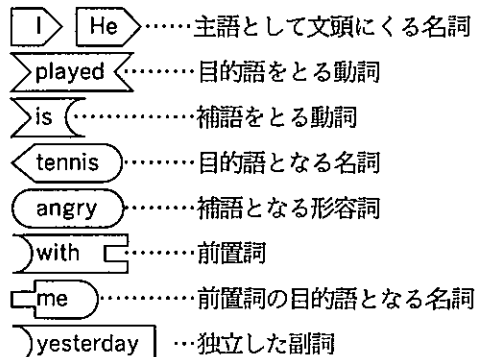 I He ……主語として文頭にくる名詞
played ………目的語をとる動詞
is ………補語をとる動詞
tennis ………目的語となる名詞
angry ………補語となる形容詞
with ………前置詞
me …………前置詞の目的語となる名詞
yesterday …独立した副詞